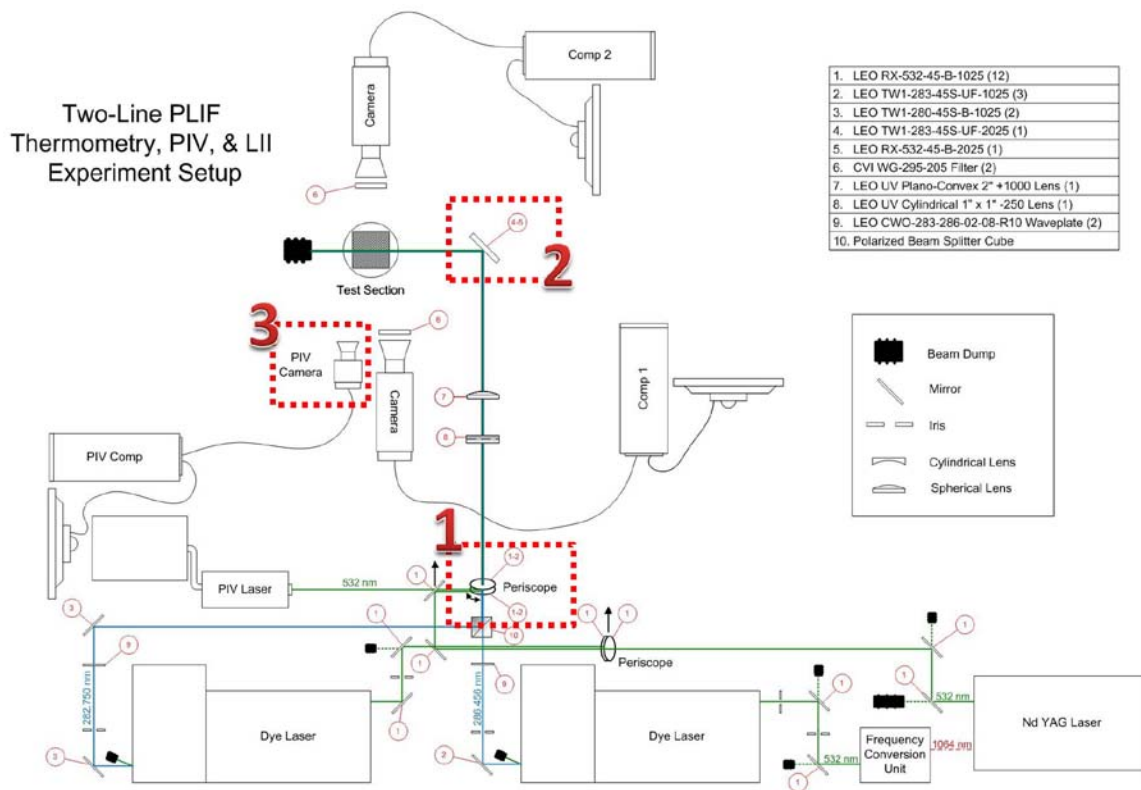 Two-Line PLIF
Thermometry, PIV, & LII
Experiment Setup
Camera
Comp 2
6
1. LEO RX-532-45-B-1025 (12)
2. LEO TW1-283-45S-UF-1025 (3)
3. LEO TW1-280-45S-B-1025 (2)
4. LEO TW1-283-45S-UF-2025 (1)
5. LEO RX-532-45-B-2025 (1)
6. CVI WG-295-205 Filter (2)
7. LEO UV Plano-Convex 2" +1000 Lens (1)
8. LEO UV Cylindrical 1" x 1" -250 Lens (1)
9. LEO CWO-283-286-02-08-R10 Waveplate (2)
10. Polarized Beam Splitter Cube
4-5
2
Test Section
3
PIV
Camera
6
Camera
Comp 1
7
8
Beam Dump
Mirror
Iris
Cylindrical Lens
Spherical Lens
PIV Comp
1
1-2
Periscope
1-2
10
PIV Laser
532 nm
1
3
1
1
1
1
Periscope
1
9
282.750 nm
9
286.456 nm
1
1
1
532 nm
Dye Laser
Dye Laser
Nd YAG Laser
Frequency
Conversion
Unit
1064 nm
532 nm
3
2
1